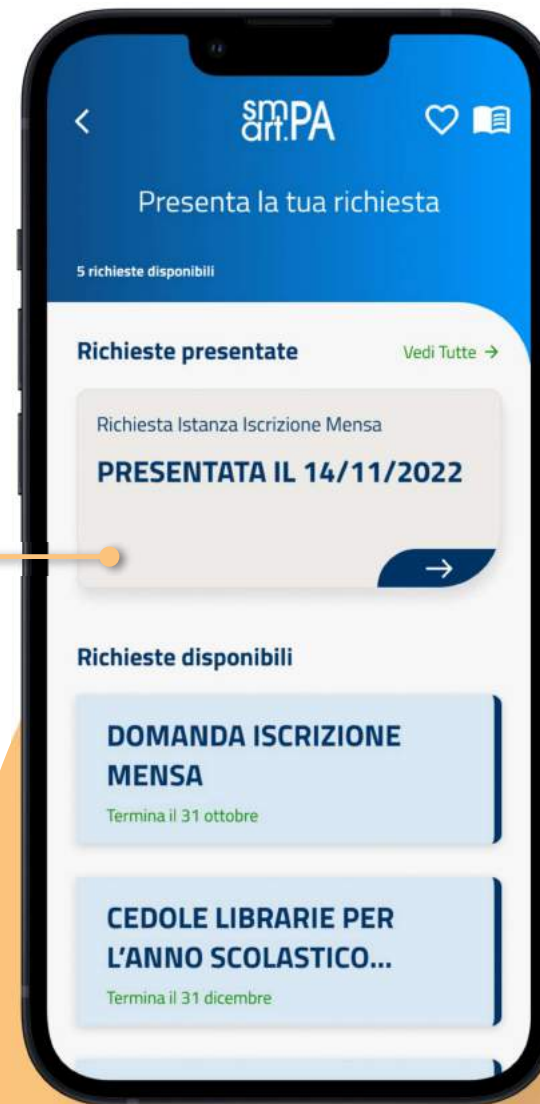 smart.PA
Presenta la tua richiesta
5 richieste disponibili
Richieste presentate
Vedi Tutte →
Richiesta Istanza Iscrizione Mensa
PRESENTATA IL 14/11/2022
→
Richieste disponibili
DOMANDA ISCRIZIONE
MENSA
Termina il 31 ottobre
CEDOLE LIBRARIE PER
L'ANNO SCOLASTICO...
Termina il 31 dicembre